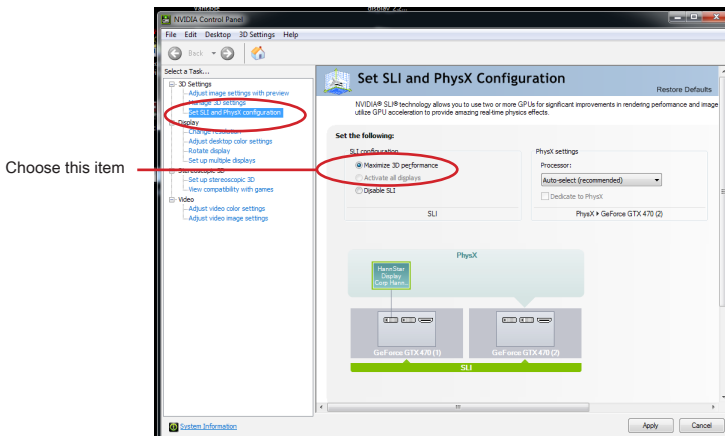 Vantage
display 2.2...
NVIDIA Control Panel
File Edit Desktop 3D Settings Help
Back
Select a Task...
3D Settings
Adjust image settings with preview
Manage 3D settings
Set SLI and PhysX configuration
Display
Change resolution
Adjust desktop color settings
Rotate display
Set up multiple displays
Stereoscopic 3D
Set up stereoscopic 3D
View compatibility with games
Video
Adjust video color settings
Adjust video image settings
Choose this item
Set SLI and PhysX Configuration
Restore Defaults
NVIDIA® SLI® technology allows you to use two or more GPUs for significant improvements in rendering performance and image
utilize GPU acceleration to provide amazing real-time physics effects.
Set the following:
SLI configuration
Maximize 3D performance
Activate all displays
Disable SLI
SLI
PhysX settings
Processor:
Auto-select (recommended)
Dedicate to PhysX
PhysX GeForce GTX 470 (2)
PhysX
HannStar
Display
Corp Hann...
GeForce GTX 470 (1)
GeForce GTX 470 (2)
SLI
System Information
Apply
Cancel